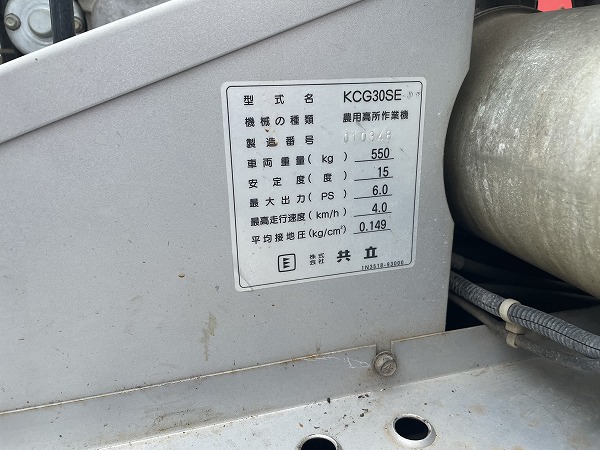 型式名 KCG30SE
機械の種類 農用高所作業機
製造番号 010348
車両重量(kg) 550
安定度(度) 15
最大出力(PS) 6.0
最高走行速度(km/h) 4.0
平均接地圧(kg/cm²) 0.149
株式会社 共立
1N3518-93000